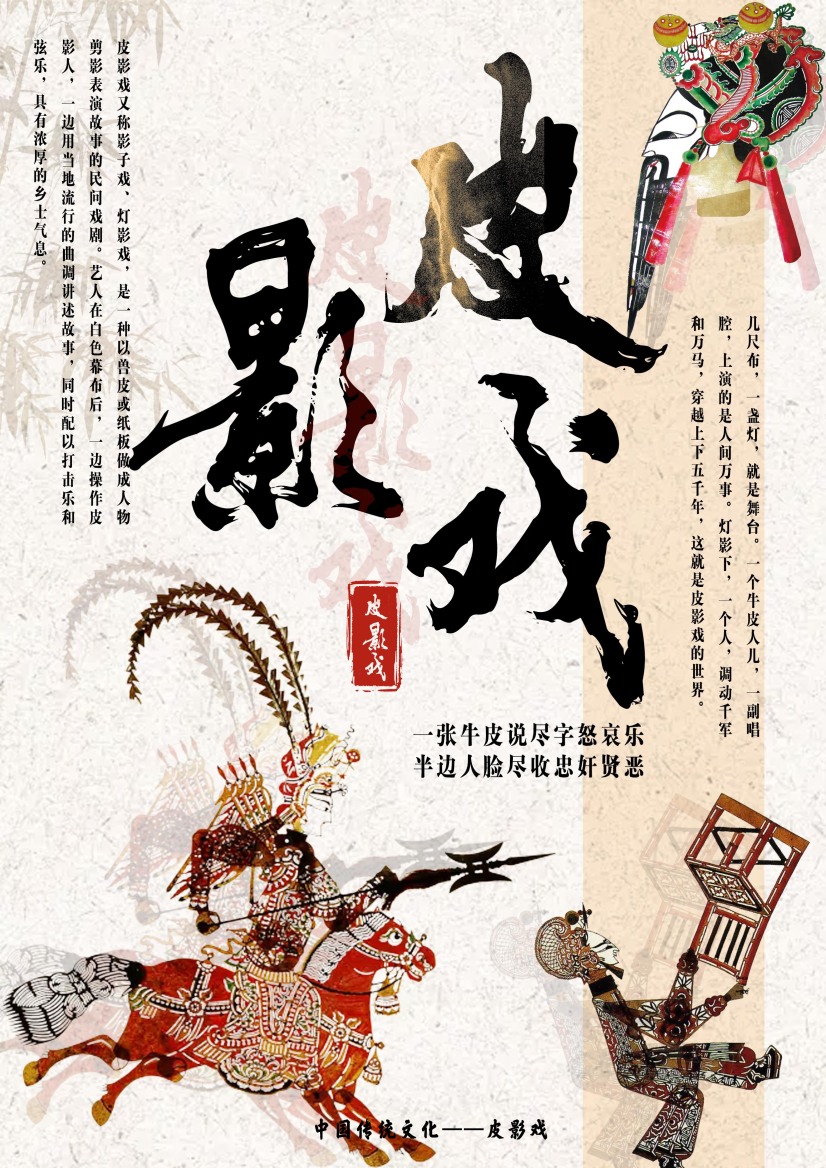 皮影戏
皮影戏
皮影戏
皮影戏又称影子戏、灯影戏，是一种以兽皮或纸板做成人物
剪影表演故事的民间戏剧。艺人在白色幕布后，一边操作皮
影人，一边用当地流行的曲调讲述故事，同时配以打击乐和
弦乐，具有浓厚的乡土气息。
几尺布，一盏灯，就是舞台。一个牛皮人儿，一副唱
腔，上演的是人间万事。灯影下，一个人，调动千军
和万马，穿越上下五千年，这就是皮影戏的世界。
一张牛皮说尽字怒哀乐
半边人脸尽收忠奸贤恶
中国传统文化——皮影戏